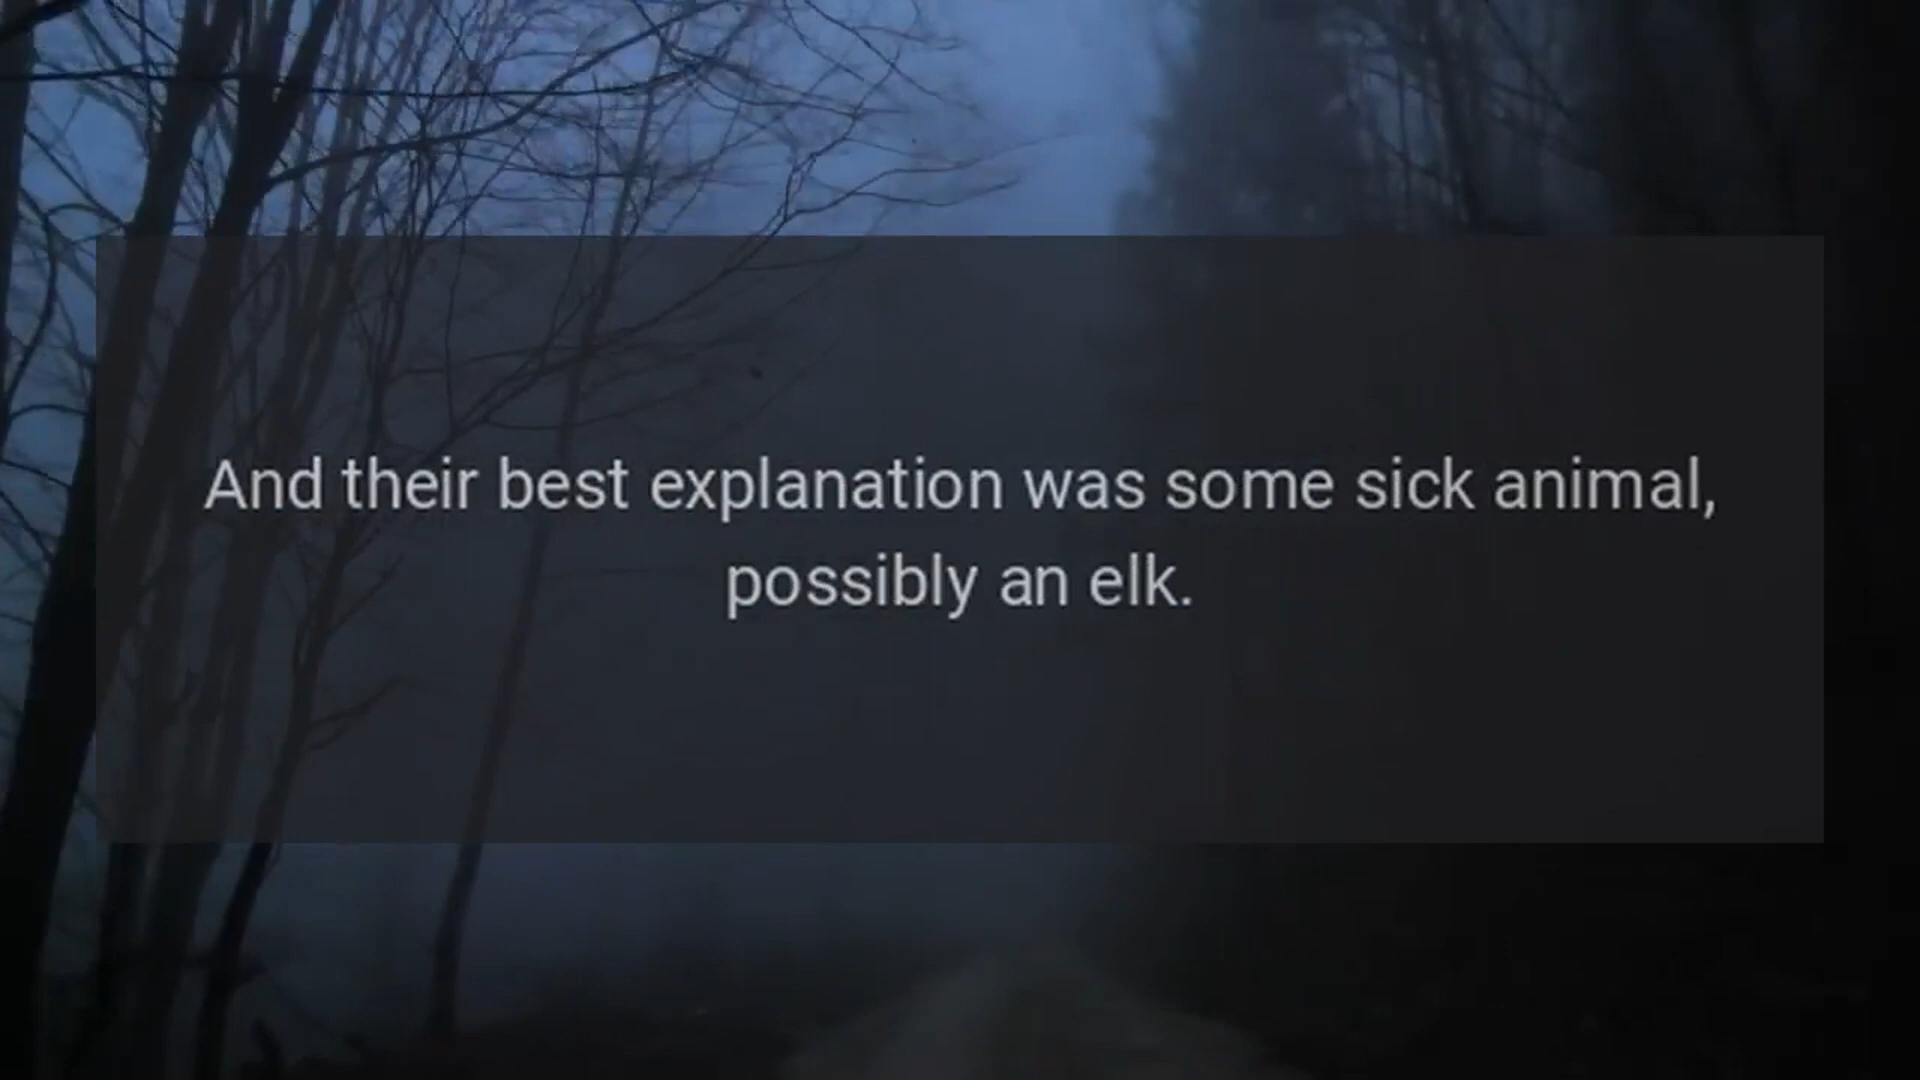 And their best explanation was some sick animal,
possibly an elk.